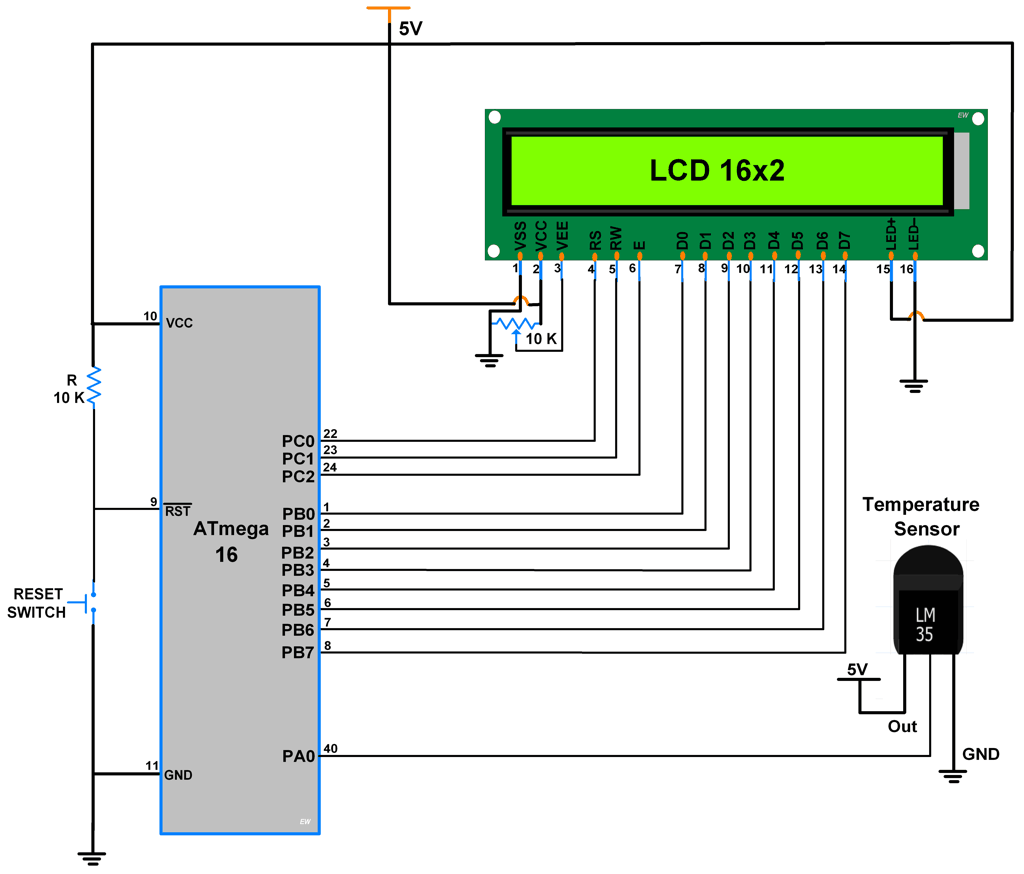 5V
EW
LCD 16x2
VSS
VCC
VEE
RS
RW
E
D0
D1
D2
D3
D4
D5
D6
D7
LED+
LED-
1
2
3
4
5
6
7
8
9
10
11
12
13
14
15
16
10 K
10
VCC
R
10 K
PC0
22
PC1
23
PC2
24
9
RST
ATmega
16
PB0
1
PB1
2
PB2
3
PB3
4
PB4
5
PB5
6
PB6
7
PB7
8
Temperature
Sensor
LM
35
RESET
SWITCH
5V
Out
GND
PA0
40
11
GND
EW